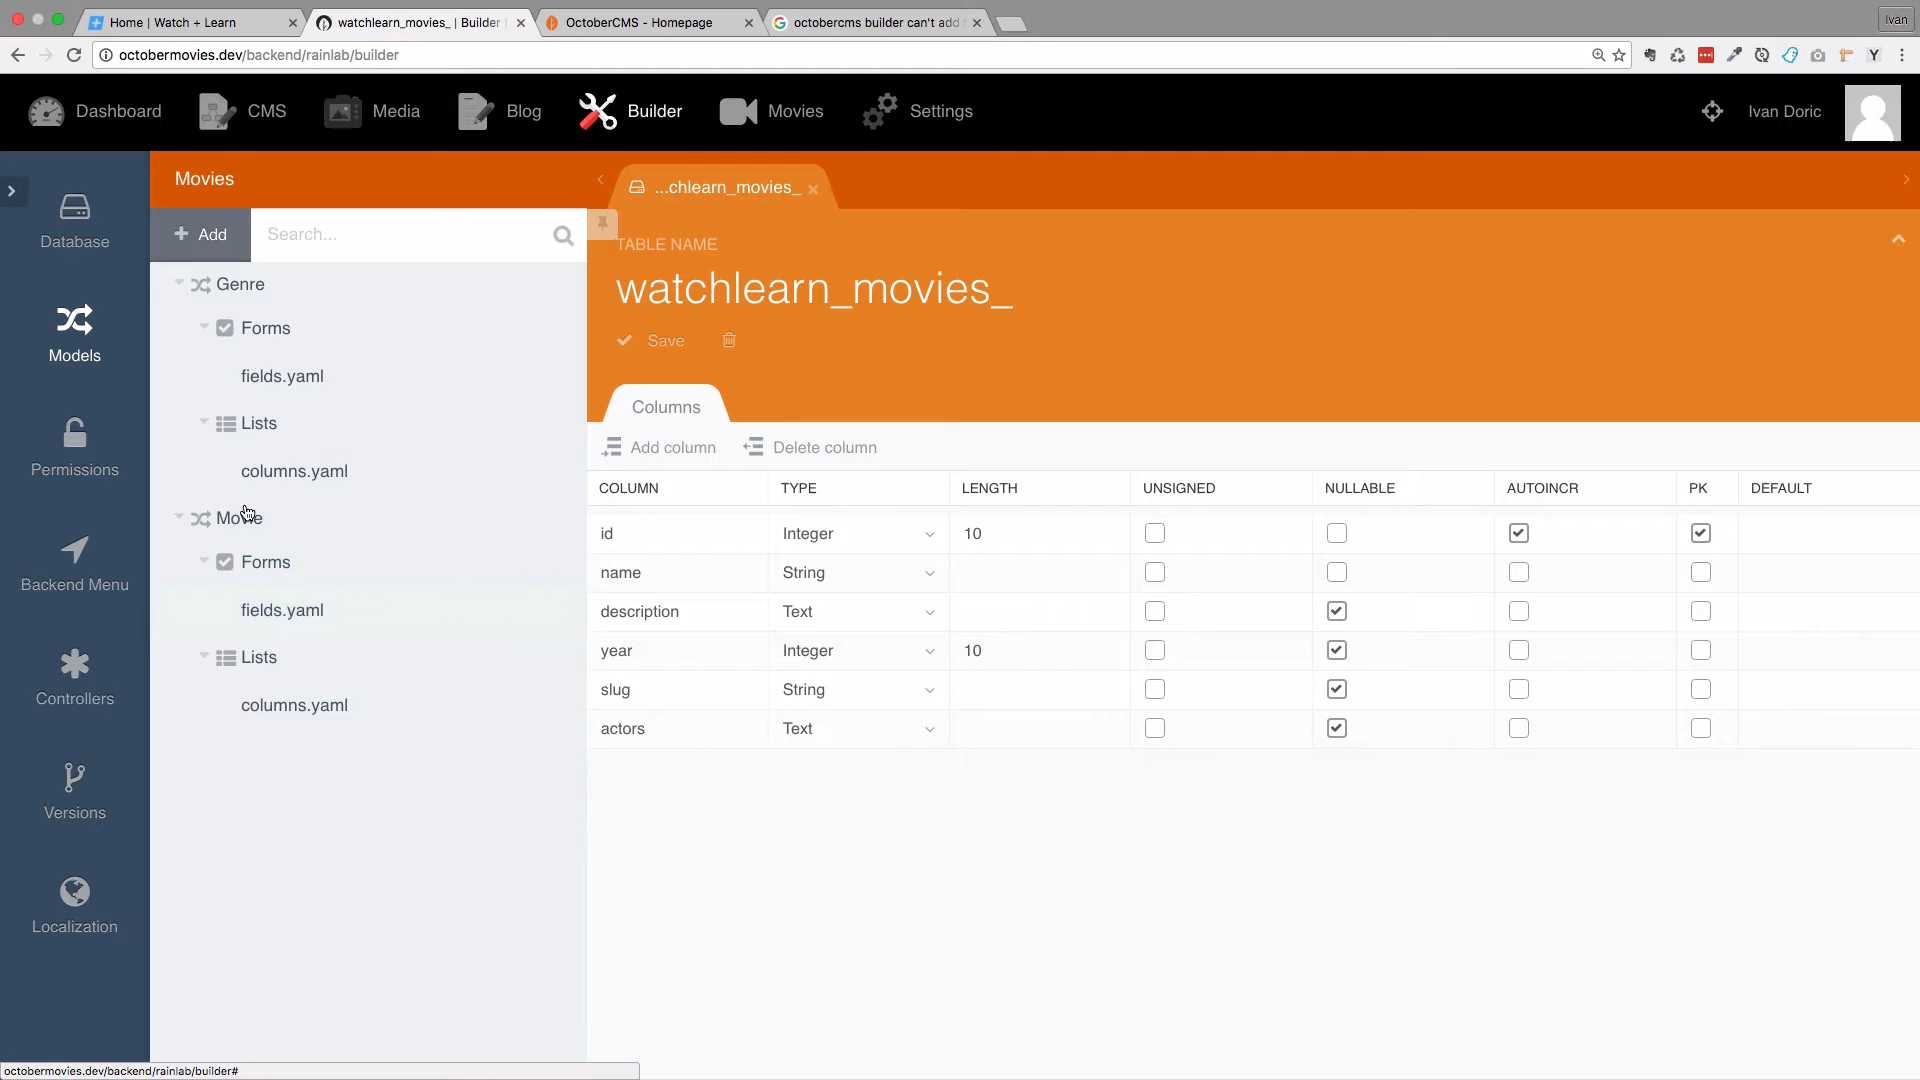 Home | Watch + Learn
watchlearn_movies_ | Builder
OctoberCMS - Homepage
octobercms builder can't add
Ivan
octobermovies.dev/backend/rainlab/builder
Dashboard
CMS
Media
Blog
Builder
Movies
Settings
Ivan Doric
Database
Models
Permissions
Backend Menu
Controllers
Versions
Localization
Movies
+ Add
Search...
Genre
Forms
fields.yaml
Lists
columns.yaml
Movie
Forms
fields.yaml
Lists
columns.yaml
...chlearn_movies_
TABLE NAME
watchlearn_movies_
Save
Columns
Add column
Delete column
COLUMN TYPE LENGTH UNSIGNED NULLABLE AUTOINCR PK DEFAULT
id Integer 10
name String
description Text
year Integer 10
slug String
actors Text
octobermovies.dev/backend/rainlab/builder#